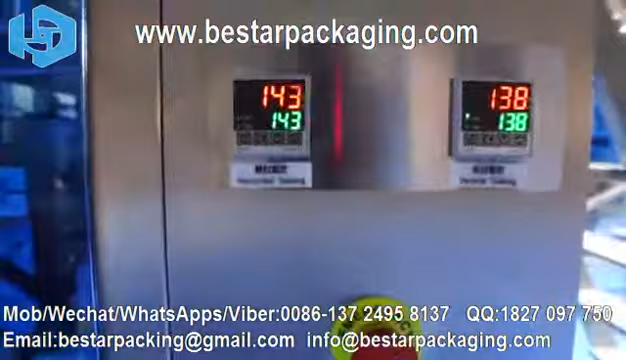 www.bestarpackaging.com
143
143
138
138
Mob/Wechat/WhatsApps/Viber:0086-137 2495 8137 QQ:1827 097 750
Email:bestarpacking@gmail.com info@bestarpackaging.com